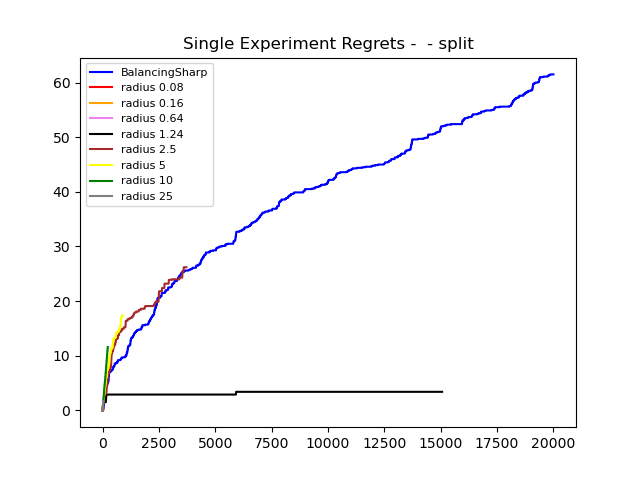 Single Experiment Regrets -  - split
BalancingSharp
radius 0.08
radius 0.16
radius 0.64
radius 1.24
radius 2.5
radius 5
radius 10
radius 25
60
50
40
30
20
10
0
0 2500 5000 7500 10000 12500 15000 17500 20000